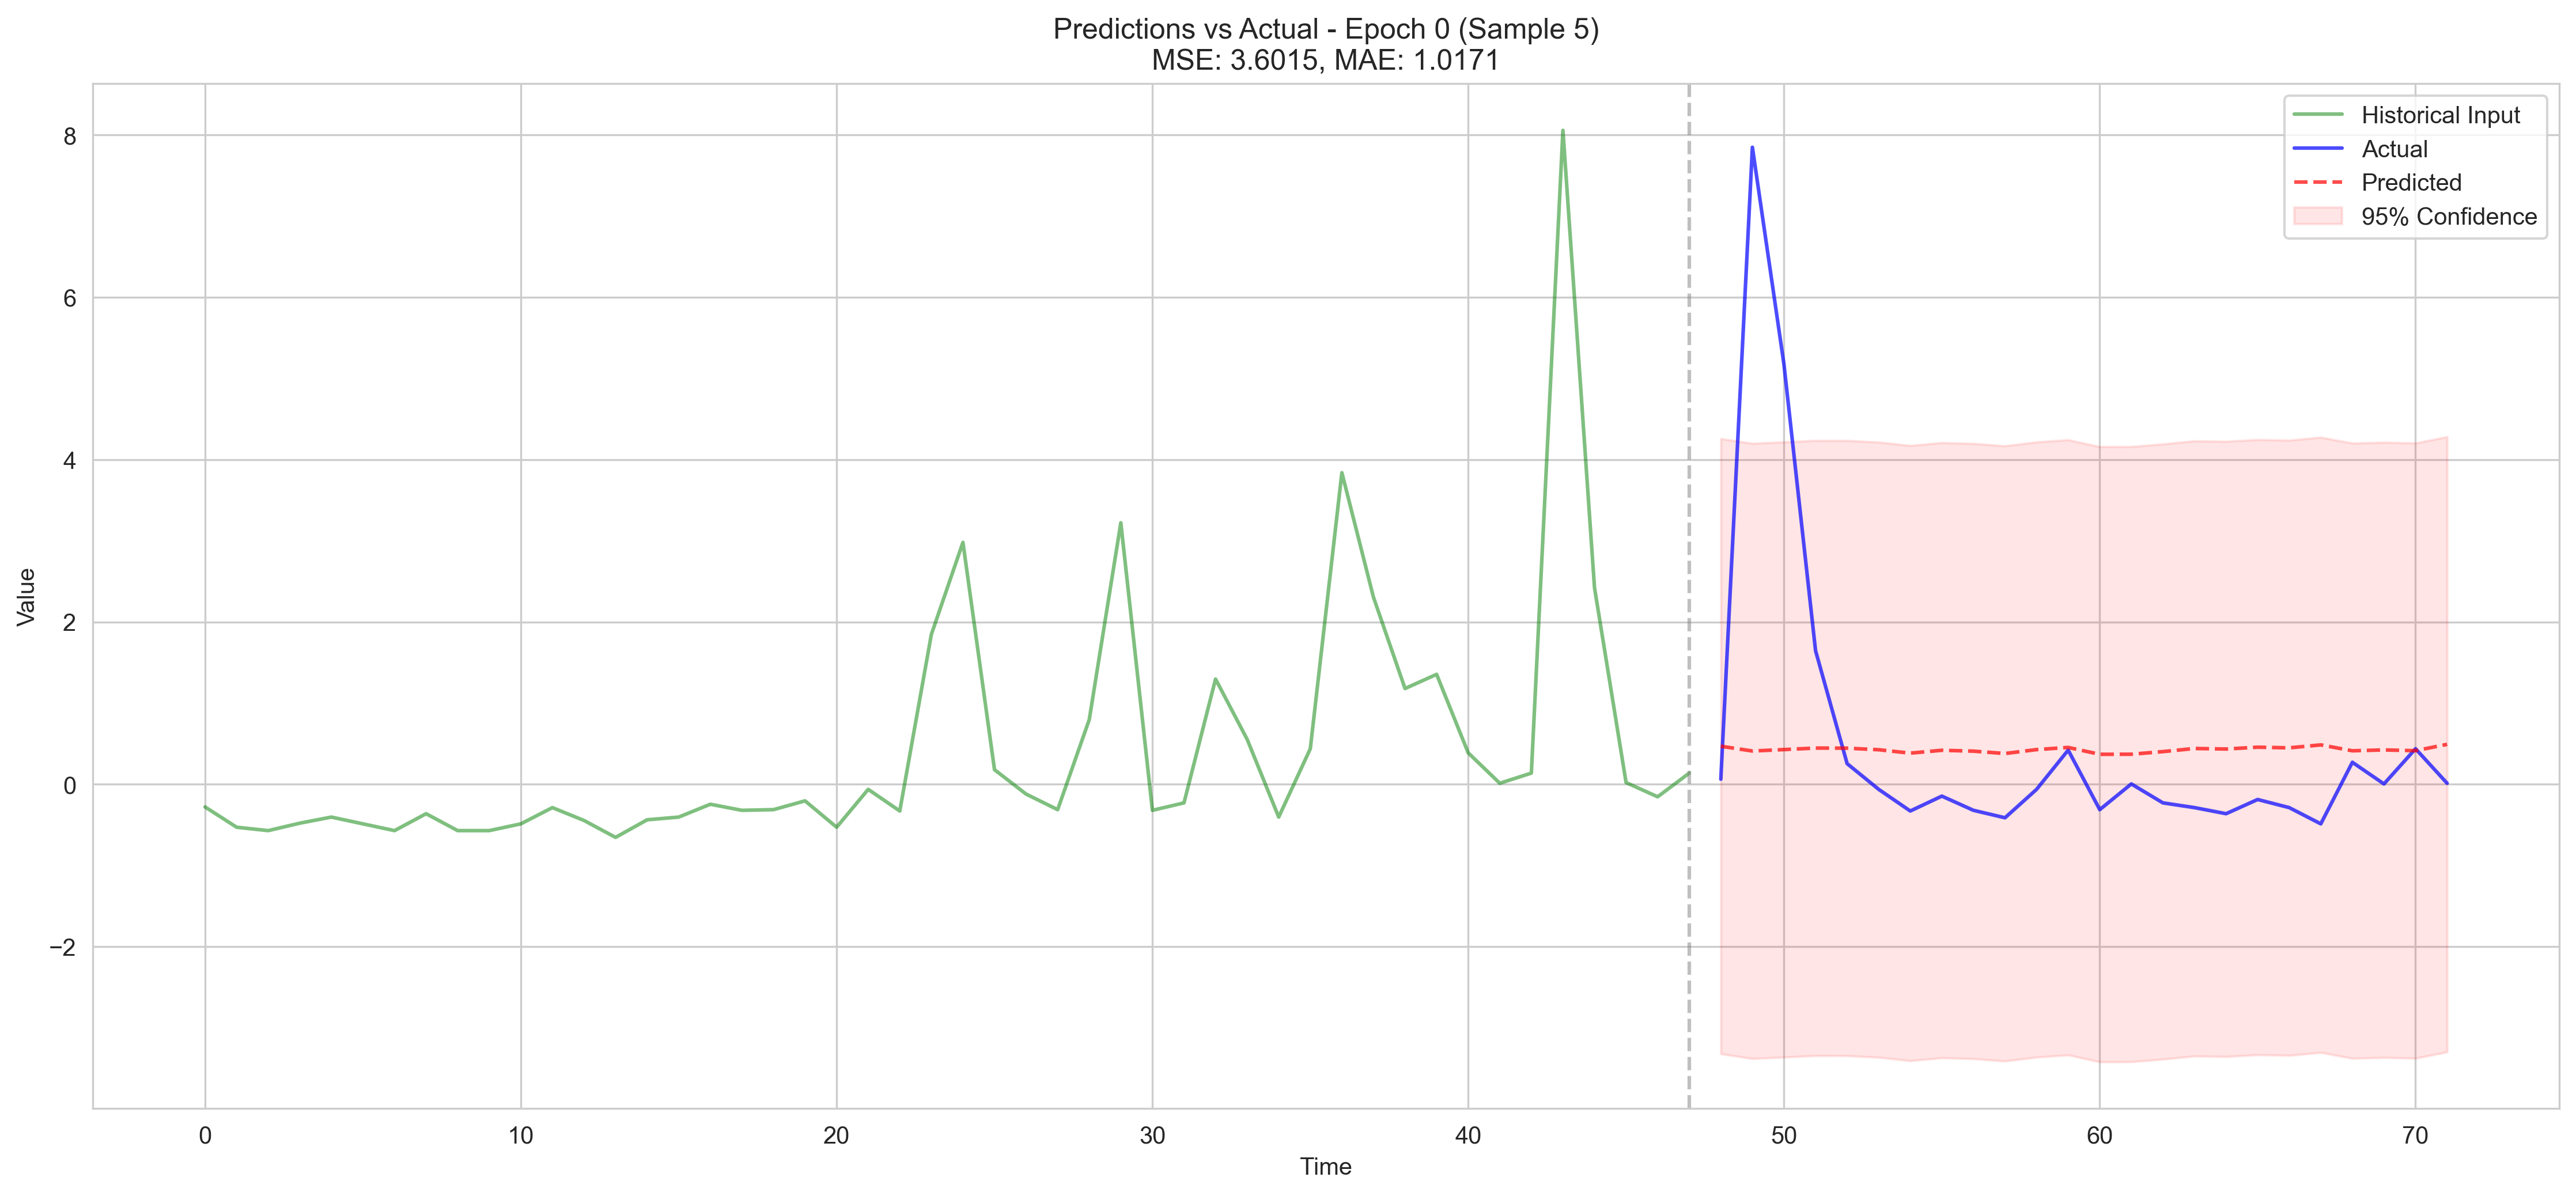 Predictions vs Actual - Epoch 0 (Sample 5)
MSE: 3.6015, MAE: 1.0171
Historical Input
Actual
Predicted
95% Confidence
Value
8
6
4
2
0
−2
0
10
20
30
40
50
60
70
Time